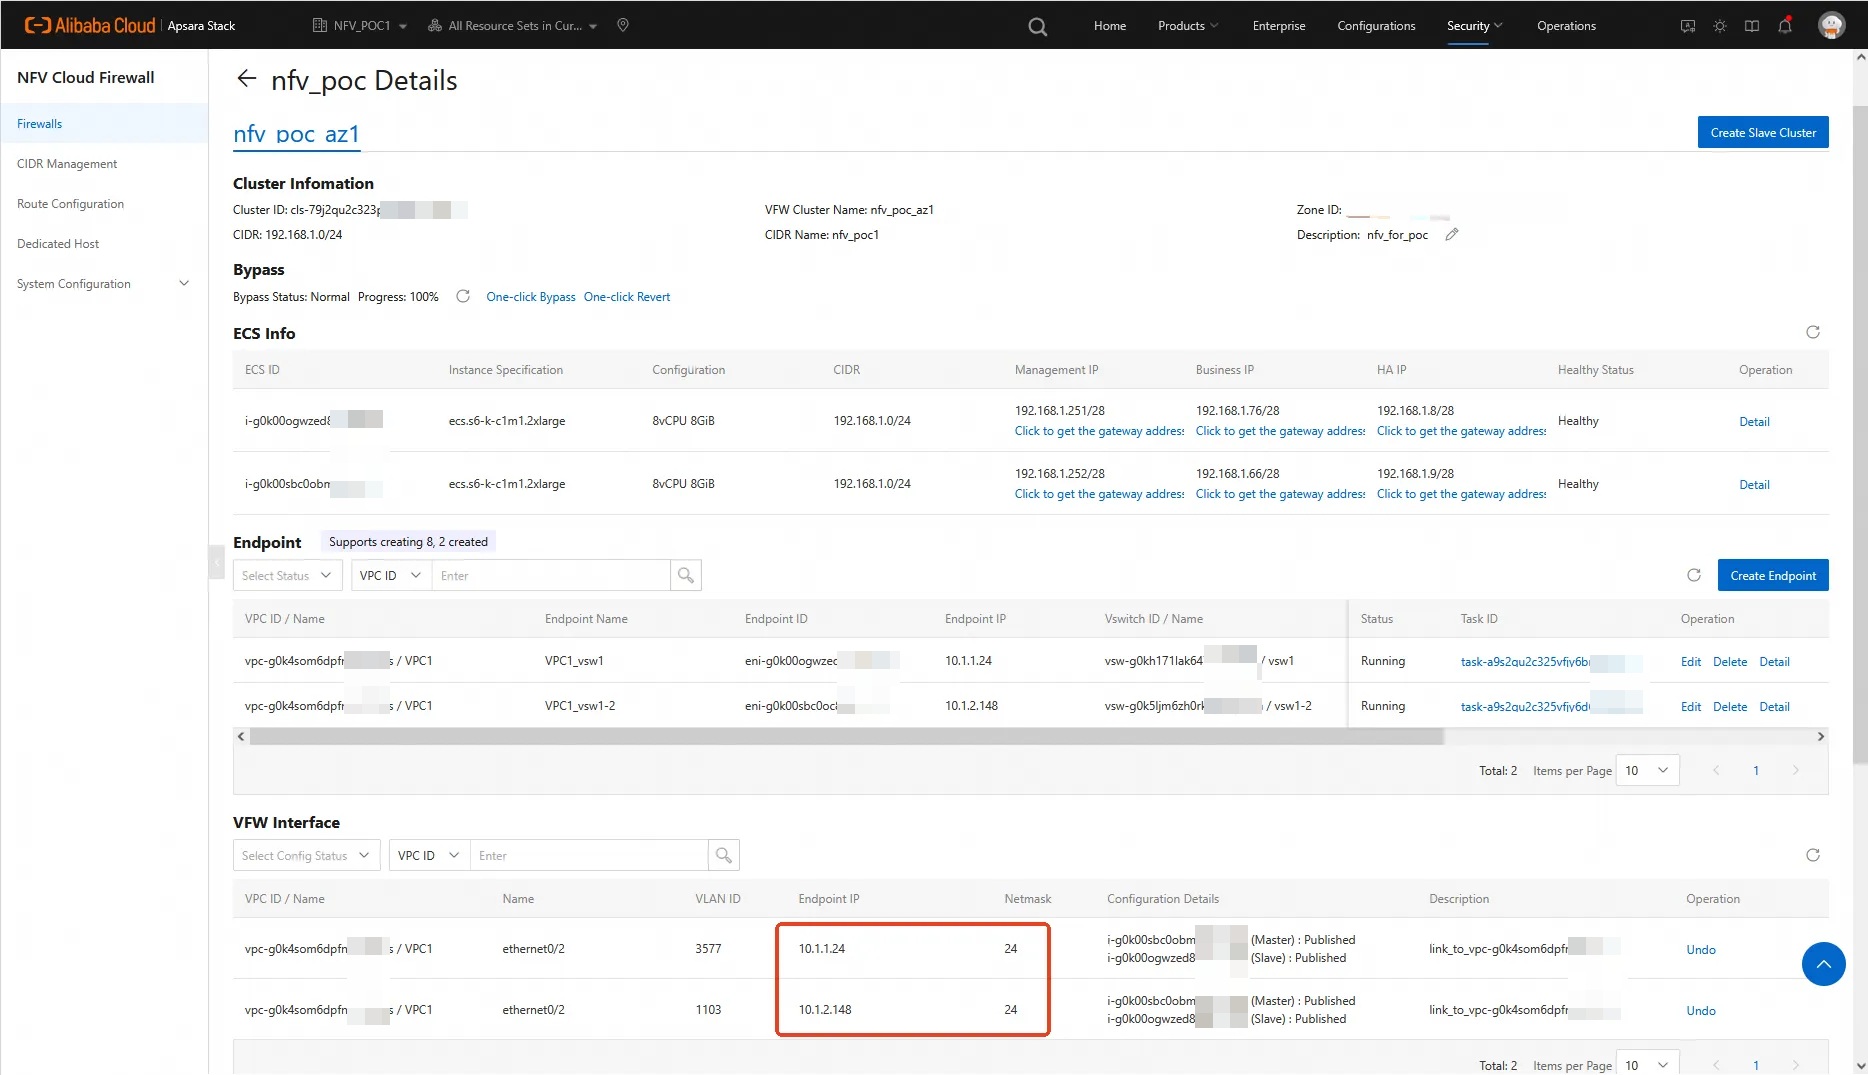 Alibaba Cloud | Apsara Stack
NFV_POC1
All Resource Sets in Cur...
Home
Products
Enterprise
Configurations
Security
Operations
NFV Cloud Firewall
Firewalls
CIDR Management
Route Configuration
Dedicated Host
System Configuration
nfv_poc Details
nfv_poc_az1
Create Slave Cluster
Cluster Infomation
Cluster ID: cls-79j2qu2c323p
VFW Cluster Name: nfv_poc_az1
Zone ID:
CIDR: 192.168.1.0/24
CIDR Name: nfv_poc1
Description: nfv_for_poc
Bypass
Bypass Status: Normal Progress: 100% One-click Bypass One-click Revert
ECS Info
ECS ID Instance Specification Configuration CIDR Management IP Business IP HA IP Healthy Status Operation
i-g0k00ogwzed8 ecs.s6-k-c1m1.2xlarge 8vCPU 8GiB 192.168.1.0/24 192.168.1.251/28 192.168.1.76/28 192.168.1.8/28 Healthy Detail
Click to get the gateway address Click to get the gateway address Click to get the gateway address
i-g0k00sbc0obm ecs.s6-k-c1m1.2xlarge 8vCPU 8GiB 192.168.1.0/24 192.168.1.252/28 192.168.1.66/28 192.168.1.9/28 Healthy Detail
Click to get the gateway address Click to get the gateway address Click to get the gateway address
Endpoint Supports creating 8, 2 created
Select Status VPC ID Enter Create Endpoint
VPC ID / Name Endpoint Name Endpoint ID Endpoint IP Vswitch ID / Name Status Task ID Operation
vpc-g0k4som6dpfr s / VPC1 VPC1_vsw1 eni-g0k00ogwzec 10.1.1.24 vsw-g0kh171lak64 / vsw1 Running task-a9s2qu2c325vfjy6b Edit Delete Detail
vpc-g0k4som6dpfr s / VPC1 VPC1_vsw1-2 eni-g0k00sbc0oc 10.1.2.148 vsw-g0k5ljm6zh0rk / vsw1-2 Running task-a9s2qu2c325vfjy6d Edit Delete Detail
Total: 2 Items per Page 10 1
VFW Interface
Select Config Status VPC ID Enter
VPC ID / Name Name VLAN ID Endpoint IP Netmask Configuration Details Description Operation
vpc-g0k4som6dpfn s / VPC1 ethernet0/2 3577 10.1.1.24 24 i-g0k00sbc0obm (Master) : Published link_to_vpc-g0k4som6dpfr Undo
i-g0k00ogwzed8 (Slave) : Published
vpc-g0k4som6dpfn s / VPC1 ethernet0/2 1103 10.1.2.148 24 i-g0k00sbc0obm (Master) : Published link_to_vpc-g0k4som6dpfr Undo
i-g0k00ogwzed8 (Slave) : Published
Total: 2 Items per Page 10 1